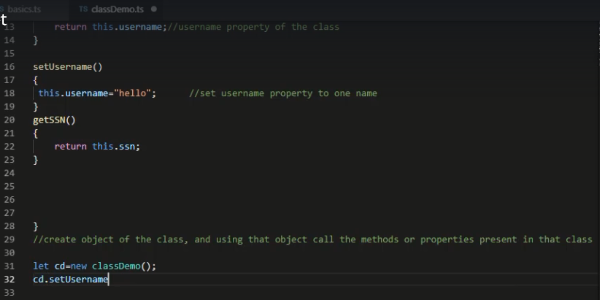 basics.ts TS classDemo.ts
t
13 return this.username;//username property of the class
14 }
15
16 setUsername()
17 {
18 this.username="hello"; //set username property to one name
19 }
20 getSSN()
21 {
22 return this.ssn;
23 }
24
25
26
27
28 }
29 //create object of the class, and using that object call the methods or properties present in that class
30
31 let cd=new classDemo();
32 cd.setUsername
33